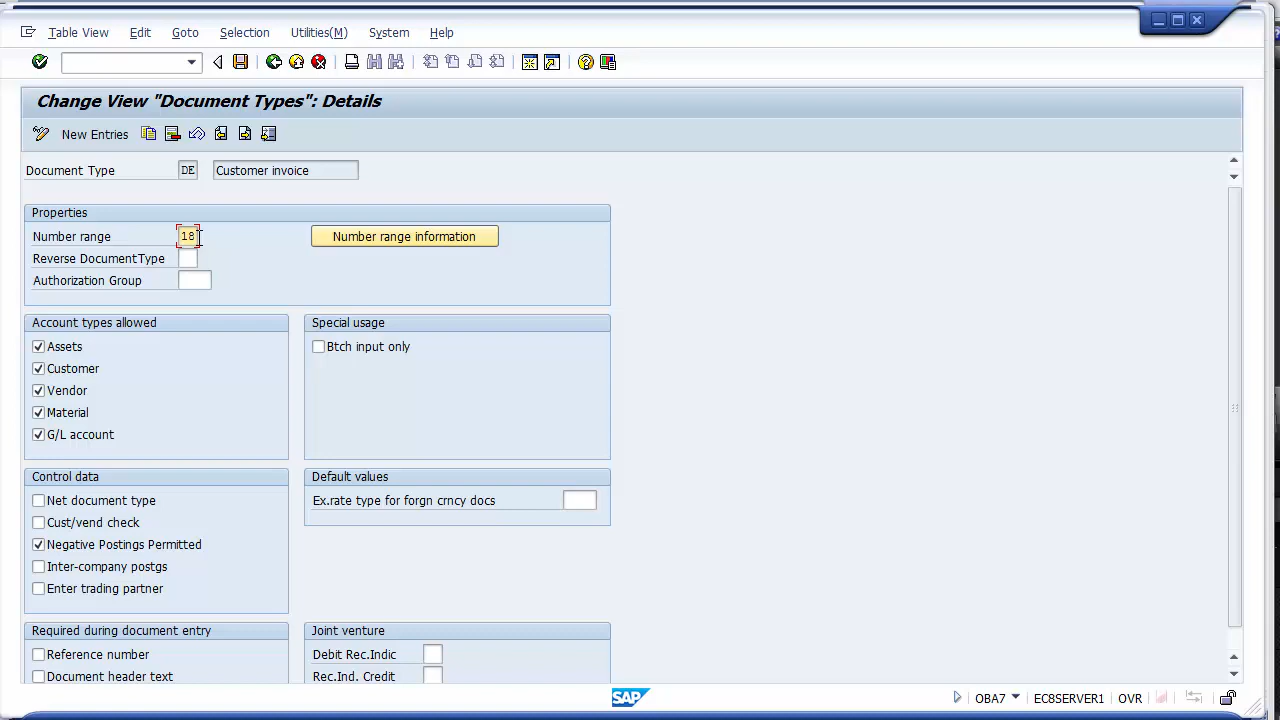 Table View Edit Goto Selection Utilities(M) System Help
Change View "Document Types": Details
New Entries
Document Type DE Customer invoice
Properties
Number range 18 Number range information
Reverse DocumentType
Authorization Group
Account types allowed
Assets
Customer
Vendor
Material
G/L account
Special usage
Btch input only
Control data
Net document type
Cust/vend check
Negative Postings Permitted
Inter-company postgs
Enter trading partner
Default values
Ex.rate type for forgn crncy docs
Required during document entry
Reference number
Document header text
Joint venture
Debit Rec.Indic
Rec.Ind. Credit
SAP OBA7 EC8SERVER1 OVR